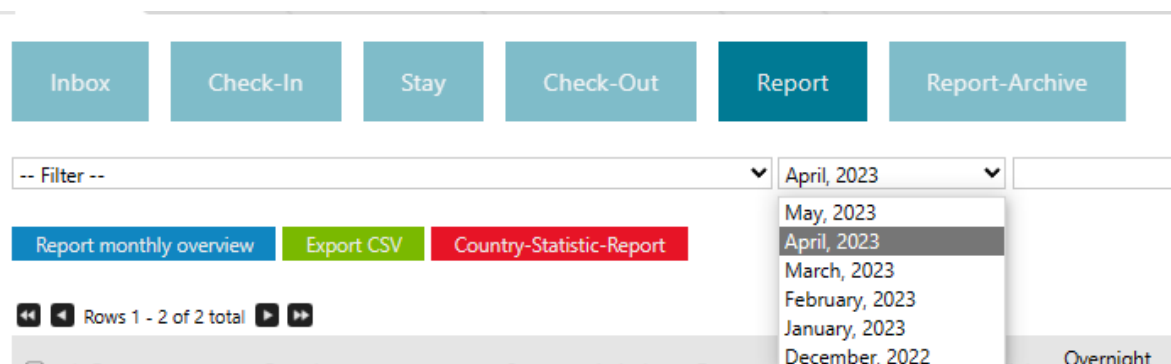 Inbox Check-In Stay Check-Out Report Report-Archive
-- Filter -- April, 2023
May, 2023
Report monthly overview Export CSV Country-Statistic-Report April, 2023
March, 2023
February, 2023
Rows 1 - 2 of 2 total
January, 2023
December, 2022
Overnight